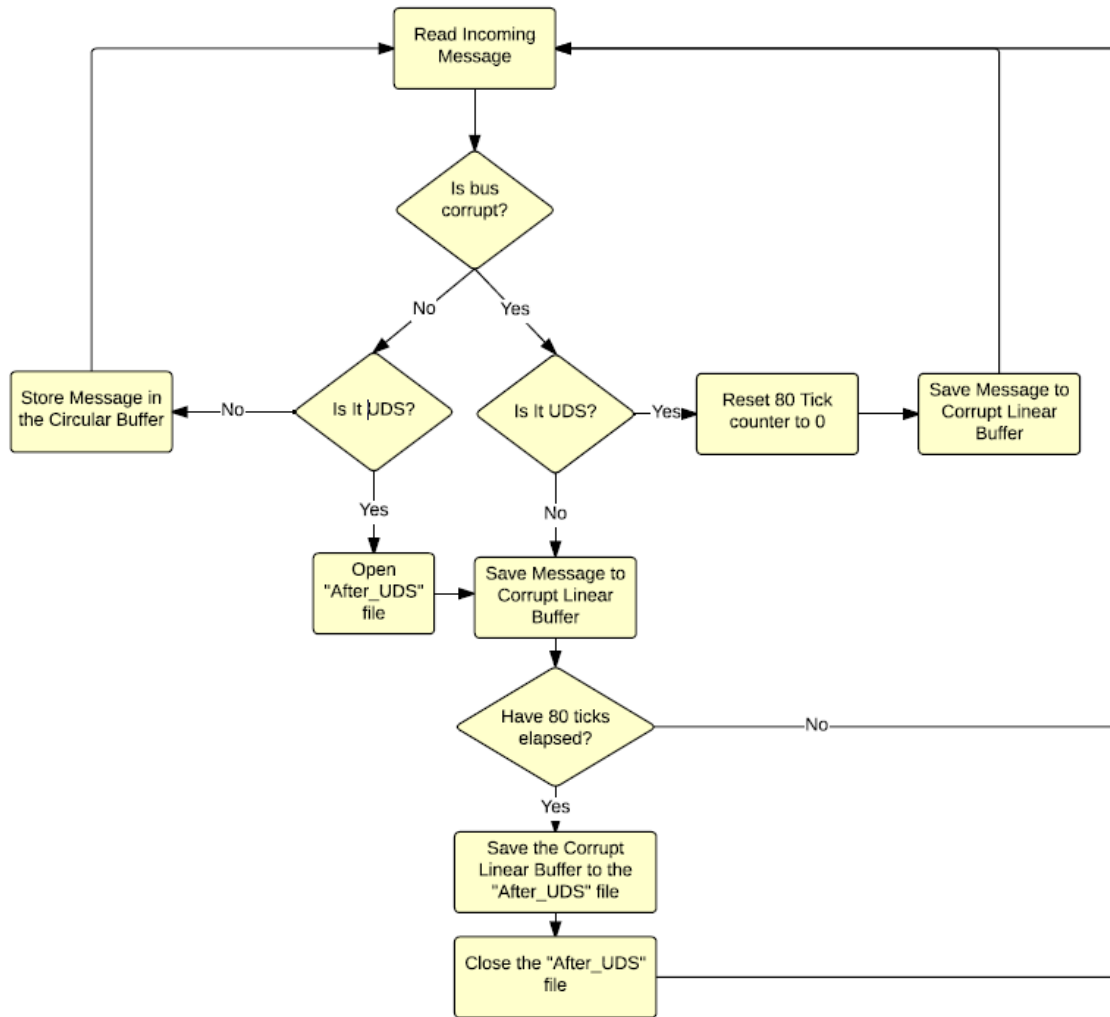 Read Incoming
Message
Is bus
corrupt?
No
Yes
Store Message in
the Circular Buffer
No
Is It UDS?
Is It UDS?
Yes
Reset 80 Tick
counter to 0
Save Message to
Corrupt Linear
Buffer
Yes
No
Open
"After_UDS"
file
Save Message to
Corrupt Linear
Buffer
Have 80 ticks
elapsed?
No
Yes
Save the Corrupt
Linear Buffer to the
"After_UDS" file
Close the "After_UDS"
file